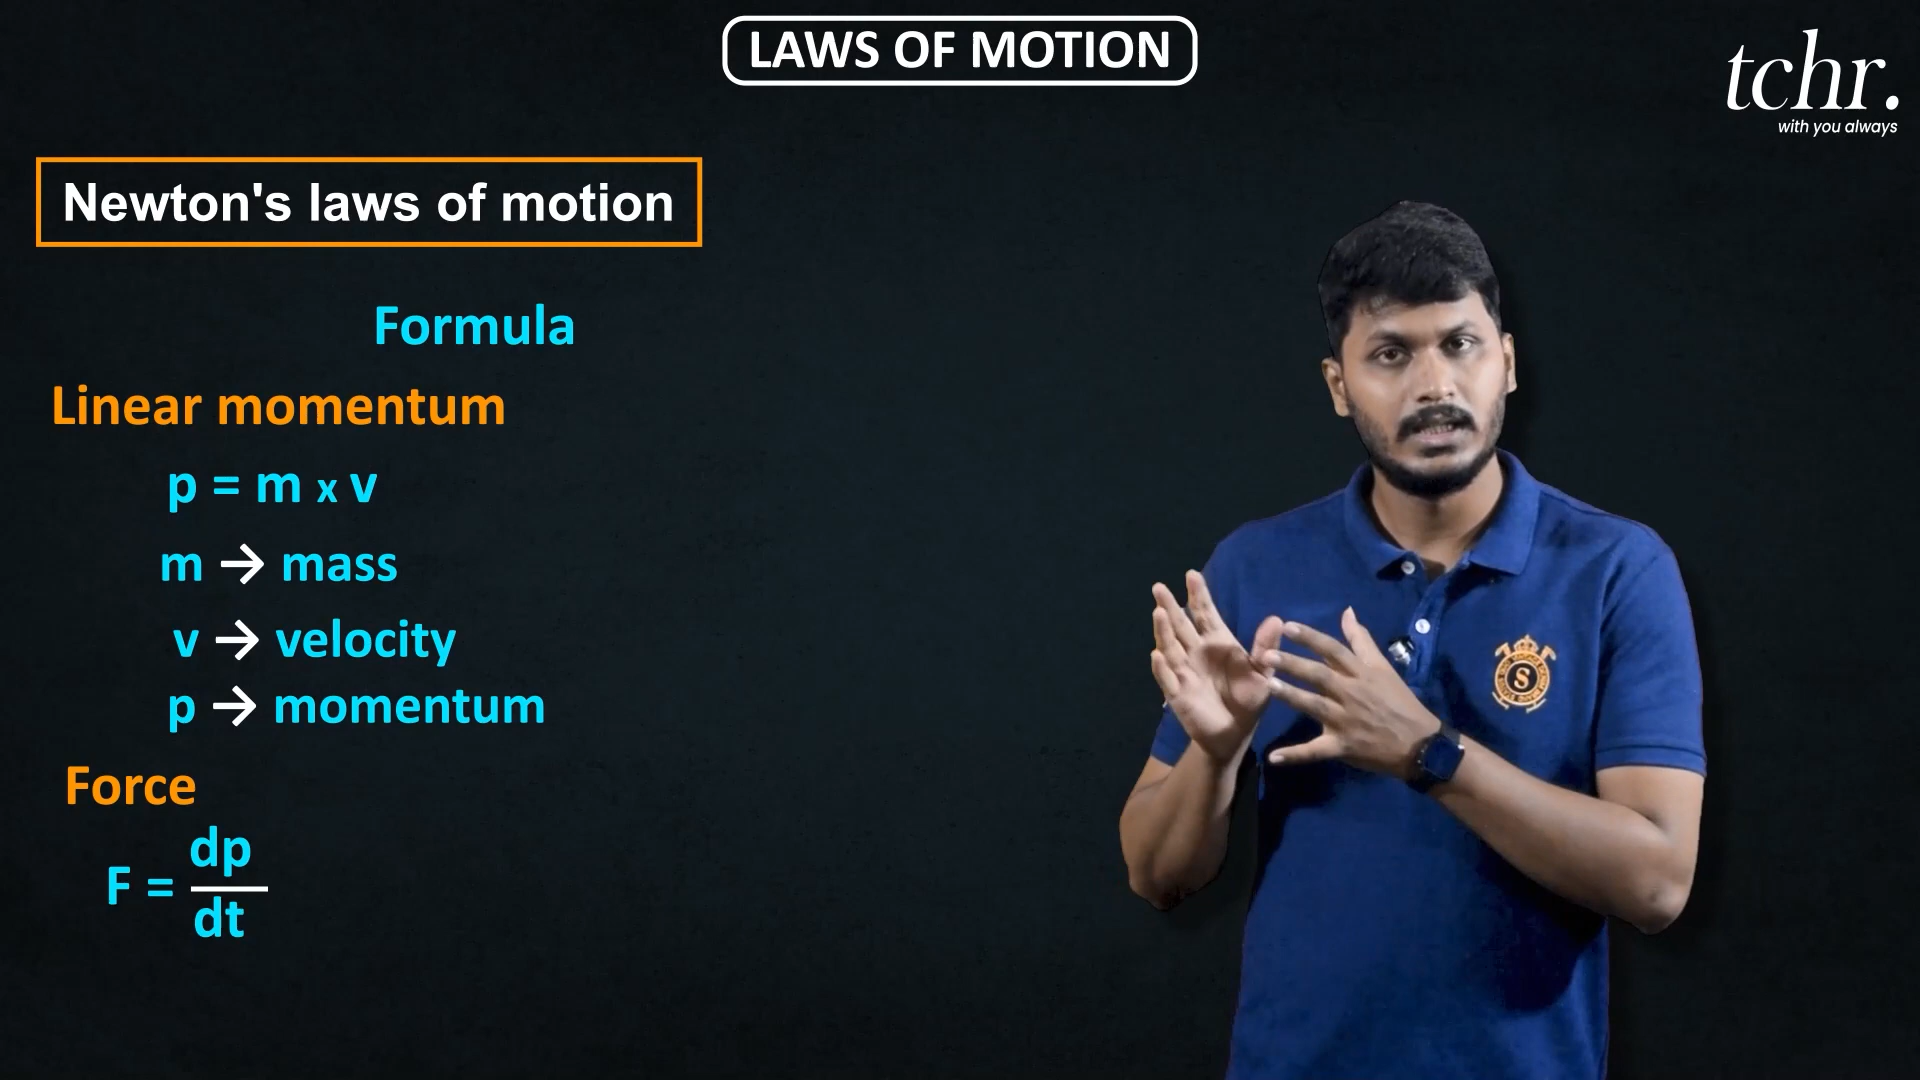 LAWS OF MOTION
tchr.
with you always
Newton's laws of motion
Formula
Linear momentum
p = m x v
m → mass
v → velocity
p → momentum
Force
F = dp
dt
S